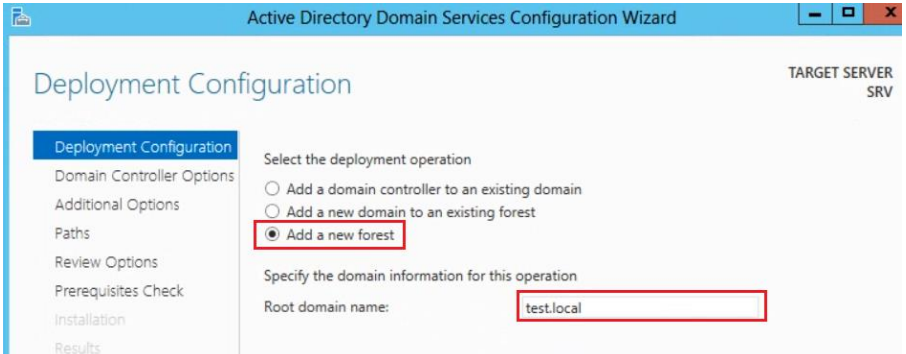 Active Directory Domain Services Configuration Wizard
Deployment Configuration
TARGET SERVER
SRV
Deployment Configuration
Domain Controller Options
Additional Options
Paths
Review Options
Prerequisites Check
Installation
Results
Select the deployment operation
Add a domain controller to an existing domain
Add a new domain to an existing forest
Add a new forest
Specify the domain information for this operation
Root domain name:
test.local